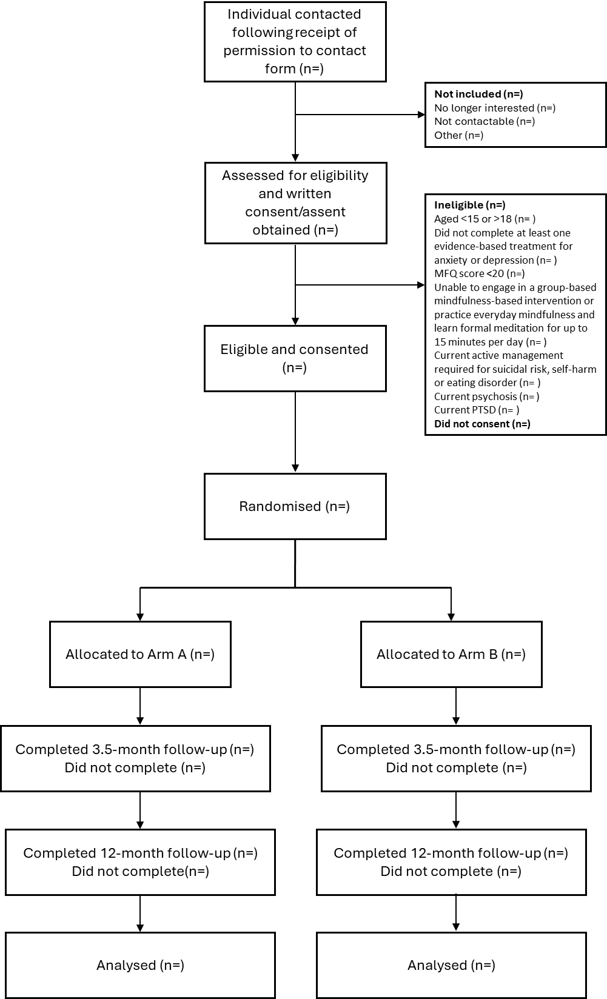 Individual contacted
following receipt of
permission to contact
form (n=)
Not included (n=)
No longer interested (n=)
Not contactable (n=)
Other (n=)
Assessed for eligibility
and written
consent/assent
obtained (n=)
Ineligible (n=)
Aged <15 or >18 (n= )
Did not complete at least one
evidence-based treatment for
anxiety or depression (n= )
MFQ score <20 (n=)
Unable to engage in a group-based
mindfulness-based intervention or
practice everyday mindfulness and
learn formal meditation for up to
15 minutes per day (n= )
Current active management
required for suicidal risk, self-harm
or eating disorder (n= )
Current psychosis (n= )
Current PTSD (n= )
Did not consent (n=)
Eligible and consented
(n=)
Randomised (n=)
Allocated to Arm A (n=)
Allocated to Arm B (n=)
Completed 3.5-month follow-up (n=)
Did not complete (n=)
Completed 3.5-month follow-up (n=)
Did not complete (n=)
Completed 12-month follow-up (n=)
Did not complete(n=)
Completed 12-month follow-up (n=)
Did not complete (n=)
Analysed (n=)
Analysed (n=)